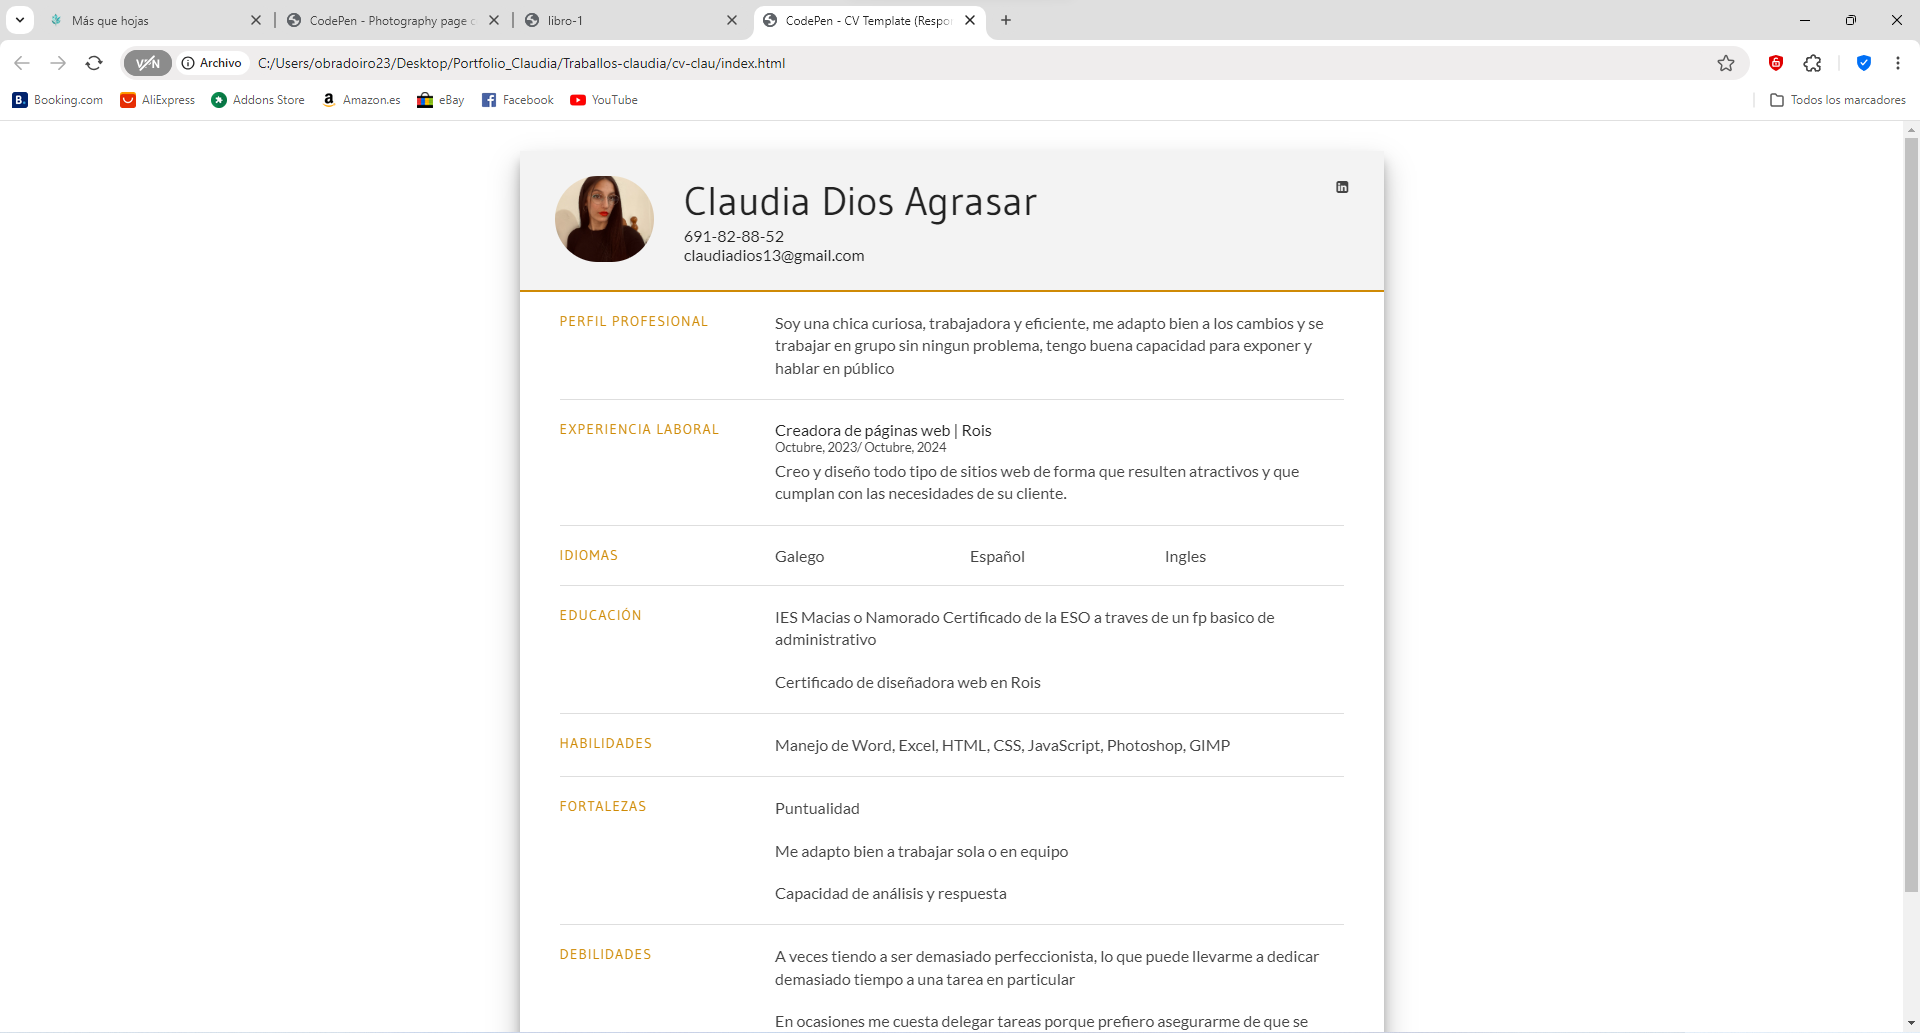 Más que hojas
CodePen - Photography page
libro-1
CodePen - CV Template (Respo
VPN
Archivo
C:/Users/obradoiro23/Desktop/Portfolio_Claudia/Traballos-claudia/cv-clau/index.html
Booking.com
AliExpress
Addons Store
Amazon.es
eBay
Facebook
YouTube
Todos los marcadores
Claudia Dios Agrasar
691-82-88-52
claudiadios13@gmail.com
PERFIL PROFESIONAL
Soy una chica curiosa, trabajadora y eficiente, me adapto bien a los cambios y se
trabajar en grupo sin ningun problema, tengo buena capacidad para exponer y
hablar en público
EXPERIENCIA LABORAL
Creadora de páginas web | Rois
Octubre, 2023/ Octubre, 2024
Creo y diseño todo tipo de sitios web de forma que resulten atractivos y que
cumplan con las necesidades de su cliente.
IDIOMAS
Galego
Español
Ingles
EDUCACIÓN
IES Macias o Namorado Certificado de la ESO a traves de un fp basico de
administrativo
Certificado de diseñadora web en Rois
HABILIDADES
Manejo de Word, Excel, HTML, CSS, JavaScript, Photoshop, GIMP
FORTALEZAS
Puntualidad
Me adapto bien a trabajar sola o en equipo
Capacidad de análisis y respuesta
DEBILIDADES
A veces tiendo a ser demasiado perfeccionista, lo que puede llevarme a dedicar
demasiado tiempo a una tarea en particular
En ocasiones me cuesta delegar tareas porque prefiero asegurarme de que se